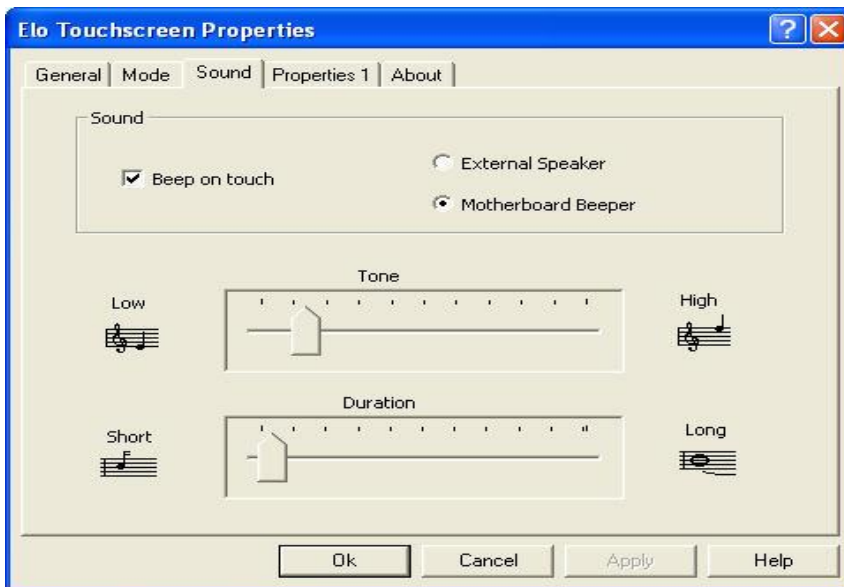 Elo Touchscreen Properties
General Mode Sound Properties 1 About
Sound
Beep on touch
External Speaker
Motherboard Beeper
Tone
Low
High
Duration
Short
Long
Ok Cancel Apply Help